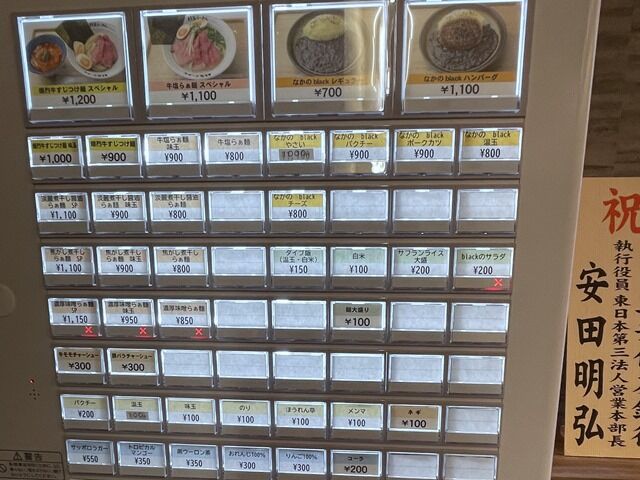 牛すじつけ麺 スペシャル
¥1,200
牛塩らぁ麺 スペシャル
¥1,100
なかの black レギュラー
¥700
なかの black ハンバーグ
¥1,100
¥1,000
牛すじつけ麺
¥900
牛塩らぁ麺
味玉
¥900
牛塩らぁ麺
¥800
なかの black
やさい
なかの black
パクチー
¥900
なかの black
ポークカツ
¥900
なかの black
温玉
¥800
淡麗煮干し醤油
らぁ麺 SP
¥1,100
淡麗煮干し醤油
らぁ麺 味玉
¥900
淡麗煮干し醤油
らぁ麺
¥800
なかの black
チーズ
¥800
焦がし煮干し醤油
らぁ麺 SP
¥1,100
焦がし煮干し醤油
らぁ麺 味玉
¥900
焦がし煮干し醤油
らぁ麺
¥800
(温玉・白米)
¥150
白米
¥100
サフランライス
大盛
¥200
blackのサラダ
¥200
濃厚味噌らぁ麺
SP
¥1,150
濃厚味噌らぁ麺
味玉
¥950
濃厚味噌らぁ麺
¥850
麺大盛り
¥100
牛モモチャーシュー
¥300
豚バラチャーシュー
¥300
パクチー
¥200
温玉
味玉
¥100
のり
¥100
ほうれん草
¥100
メンマ
¥100
ネギ
¥100
サッポロラガー
¥550
トロピカル
マンゴー
¥350
黒ウーロン茶
¥350
おれんじ100%
¥300
りんご100%
¥300
コーラ
¥200
警告
祝
執行役員 東日本第三法人営業本部長
安田明弘